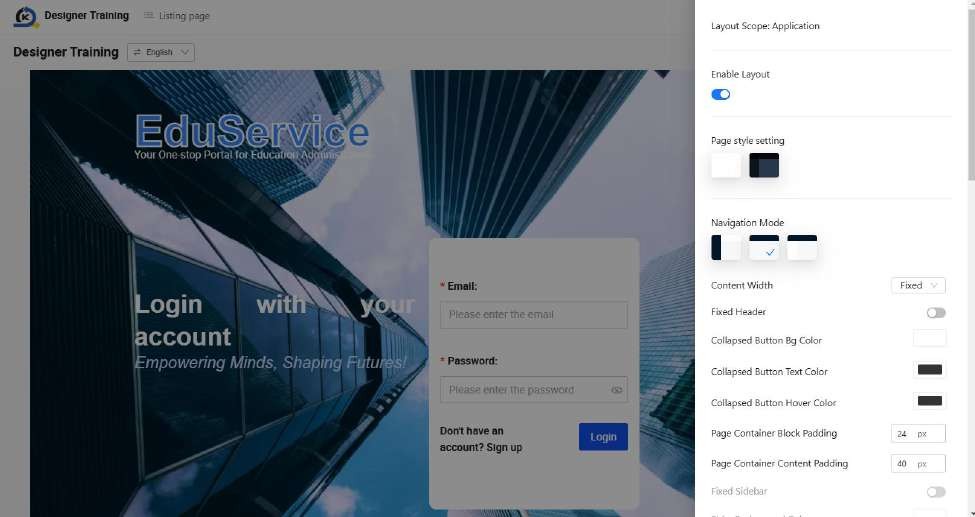 Designer Training
Listing page
Designer Training
English
EduService
Your One-stop Portal for Education
Login with your
account
Empowering Minds, Shaping Futures!
* Email:
Please enter the email
* Password:
Please enter the password
Don't have an
account? Sign up
Login
Layout Scope: Application
Enable Layout
Page style setting
Navigation Mode
Content Width
Fixed
Fixed Header
Collapsed Button Bg Color
Collapsed Button Text Color
Collapsed Button Hover Color
Page Container Block Padding
24 px
Page Container Content Padding
40 px
Fixed Sidebar